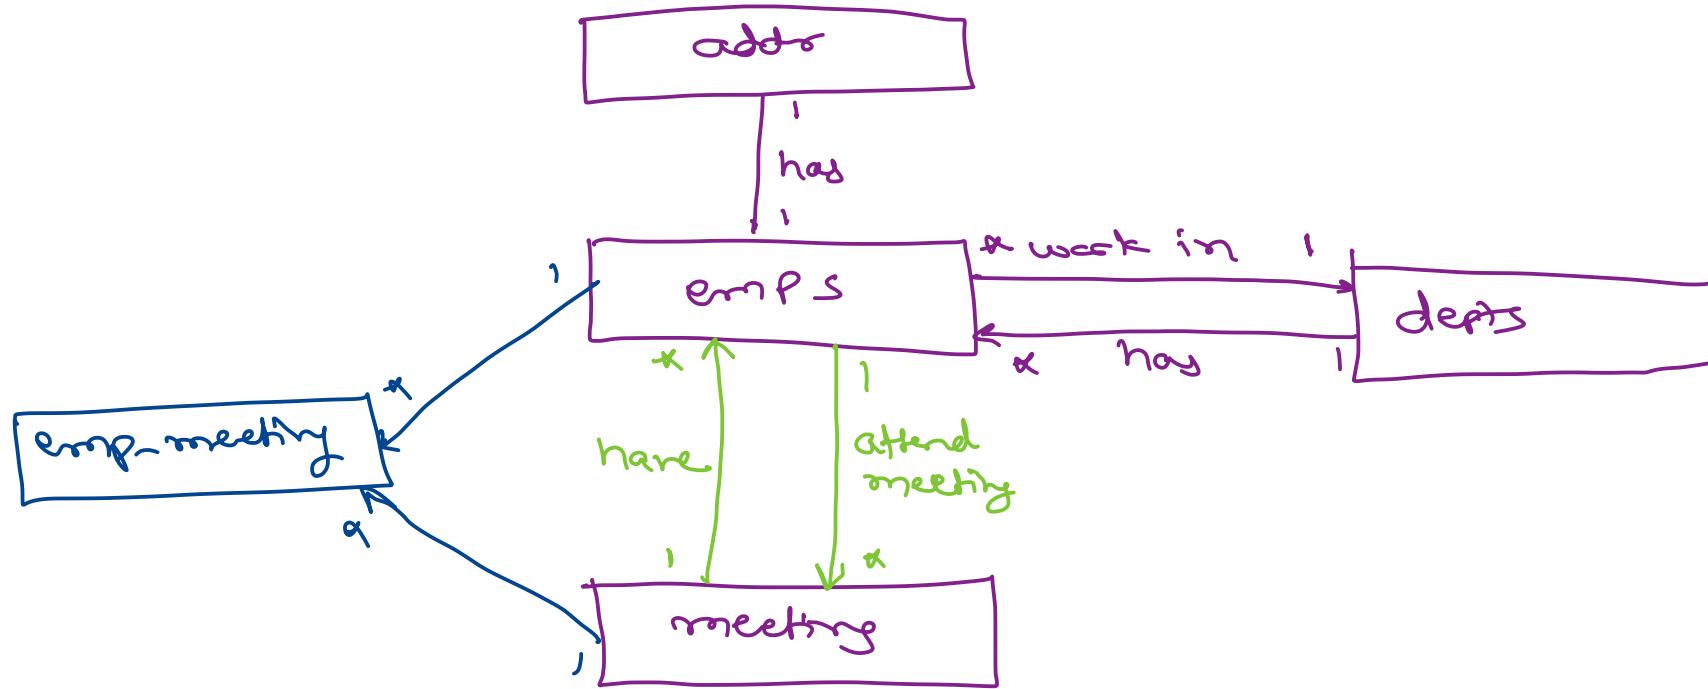 addr
1
has
1
* work in 1
emps
depts
* has 1
1
*
emp_meeting
*
1
*
have
1
1
attend
meeting
*
meeting